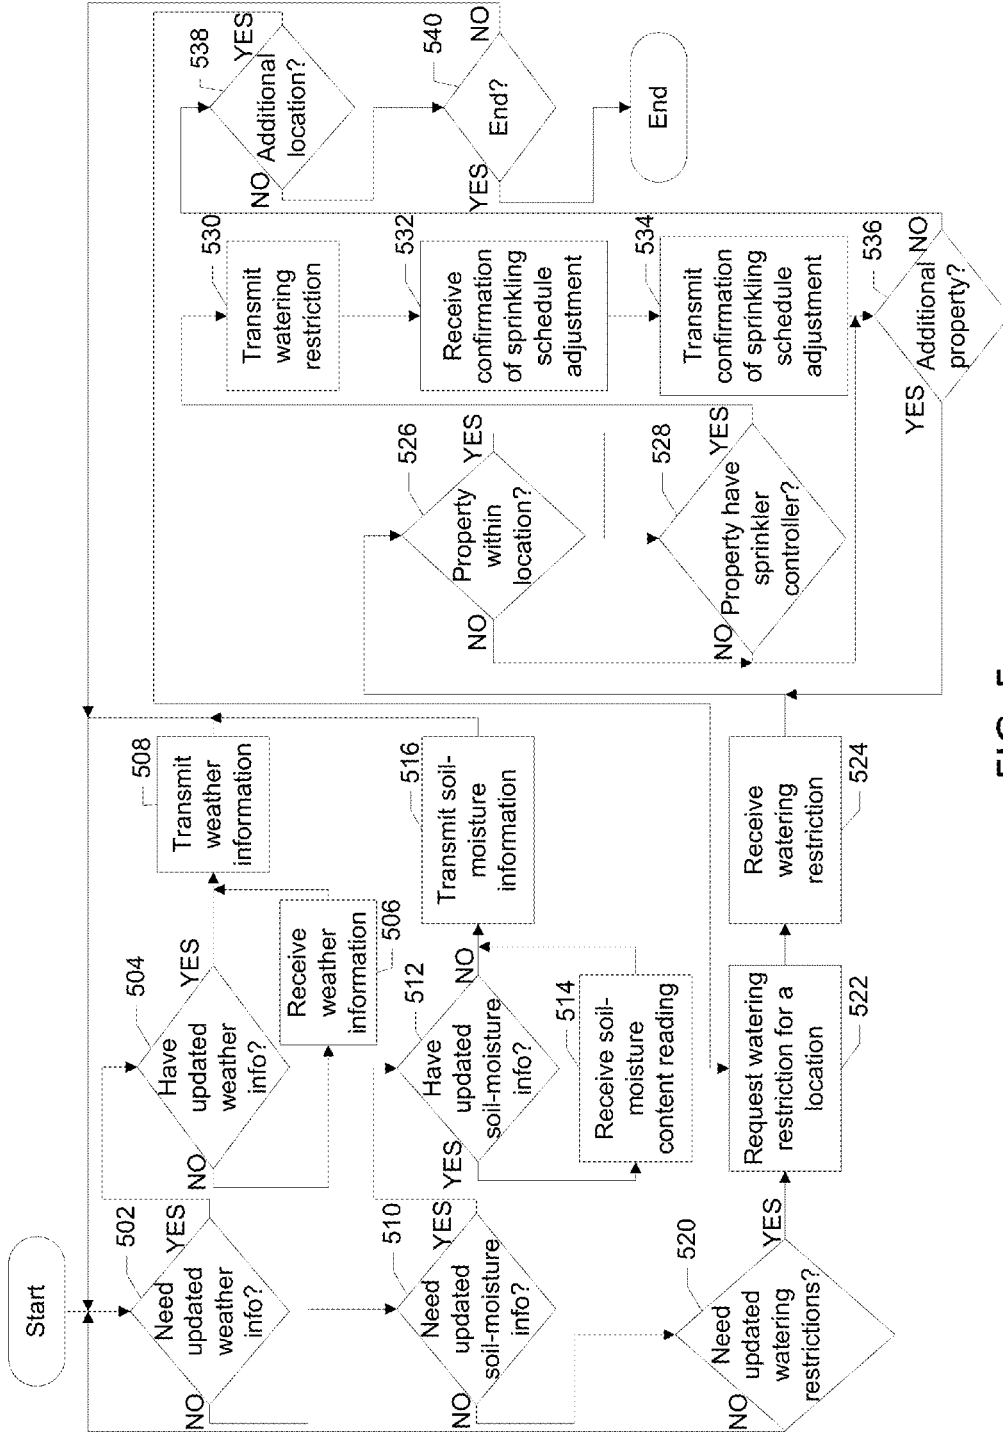 Start
502
Need
updated
weather
info?
YES
NO
504
Have
updated
weather
info?
YES
NO
Receive
weather
information
506
508
Transmit
weather
information
510
Need
updated
soil-moisture
info?
YES
NO
512
Have
updated
soil-moisture
info?
NO
YES
514
Receive soil-
moisture
content reading
516
Transmit soil-
moisture
information
520
Need
updated
watering
restrictions?
YES
NO
Request watering
restriction for a
location
522
Receive
watering
restriction
524
526
Property
within
location?
YES
NO
528
Property have
sprinkler
controller?
YES
NO
530
Transmit
watering
restriction
532
Receive
confirmation
of sprinkling
schedule
adjustment
534
Transmit
confirmation
of sprinkling
schedule
adjustment
536
Additional
property?
NO
YES
538
Additional
location?
YES
NO
540
End?
NO
YES
End